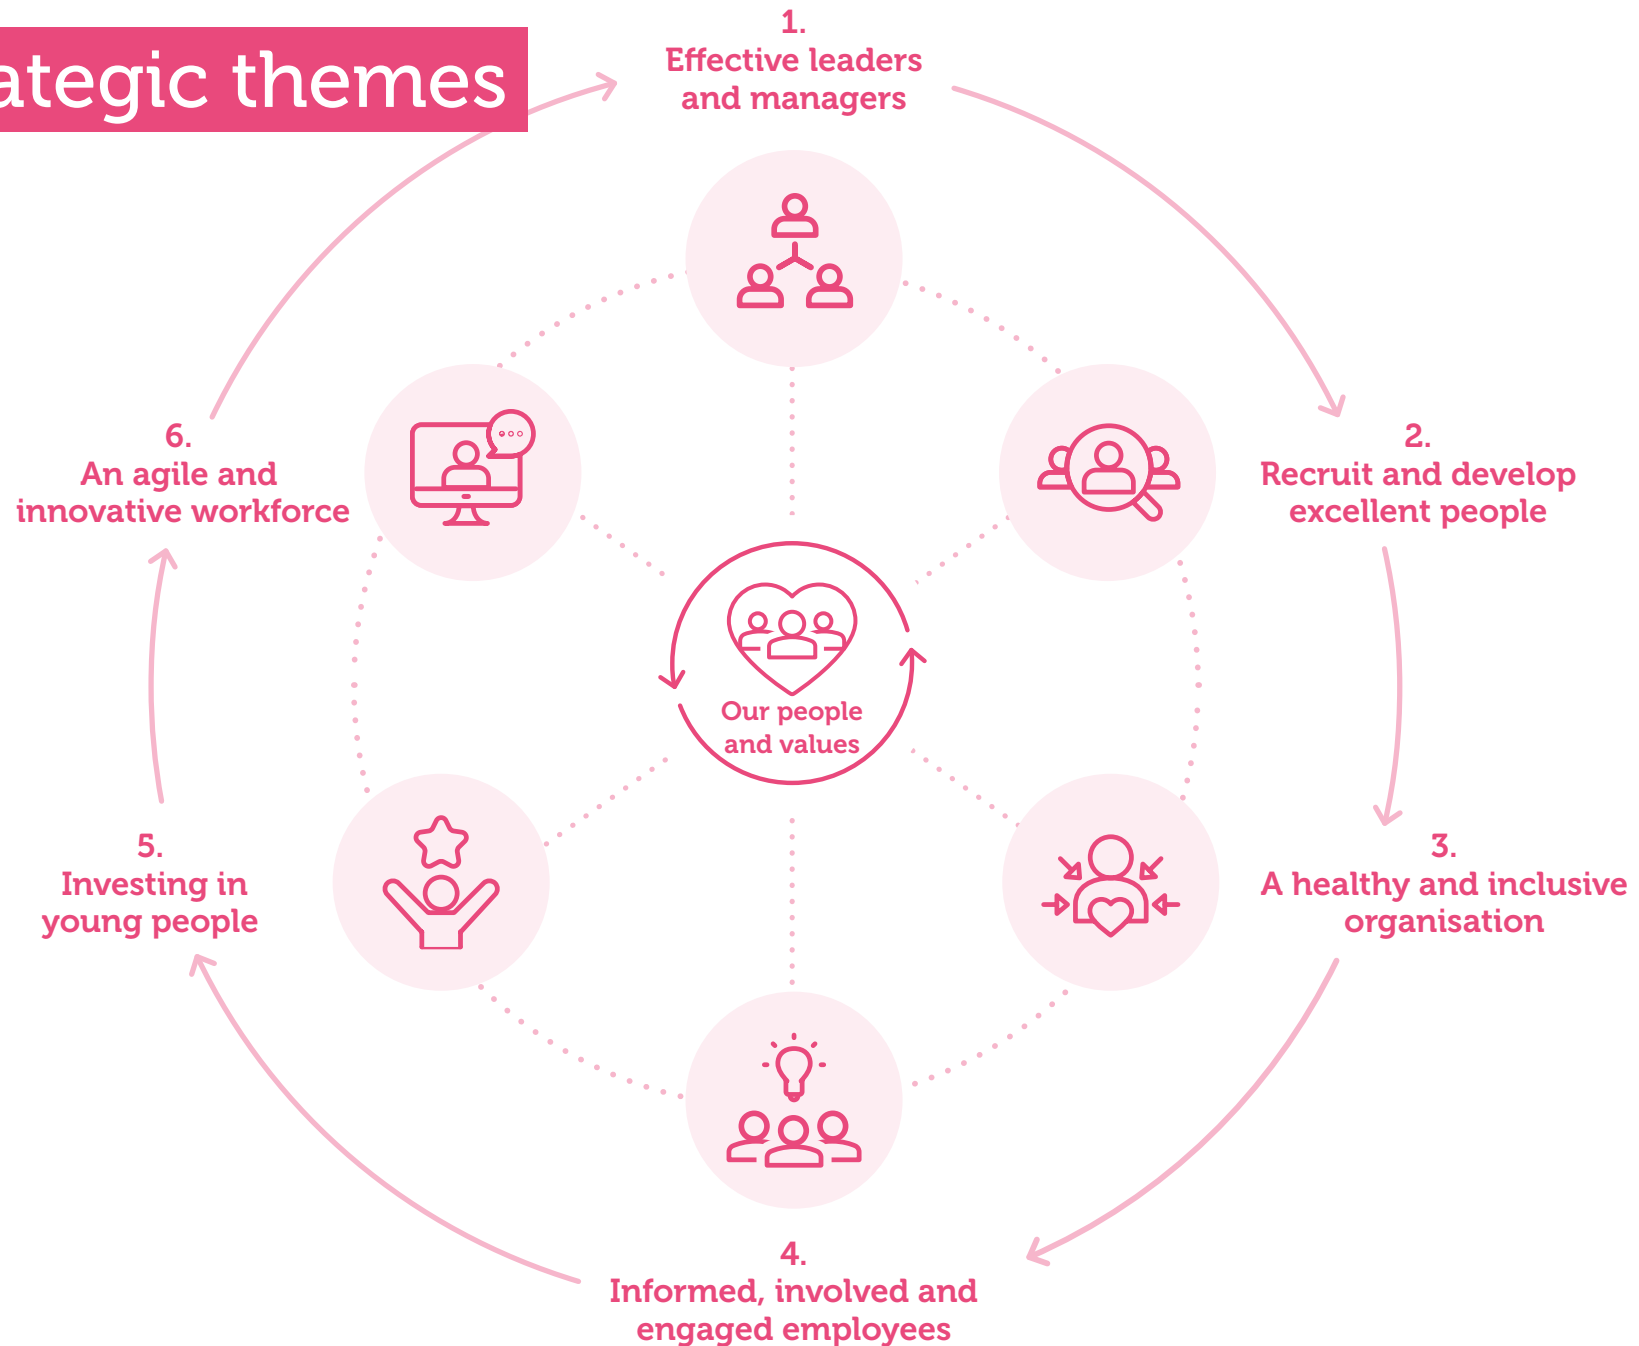 ategic themes
1.
Effective leaders
and managers
2.
Recruit and develop
excellent people
3.
A healthy and inclusive
organisation
4.
Informed, involved and
engaged employees
5.
Investing in
young people
6.
An agile and
innovative workforce
Our people
and values